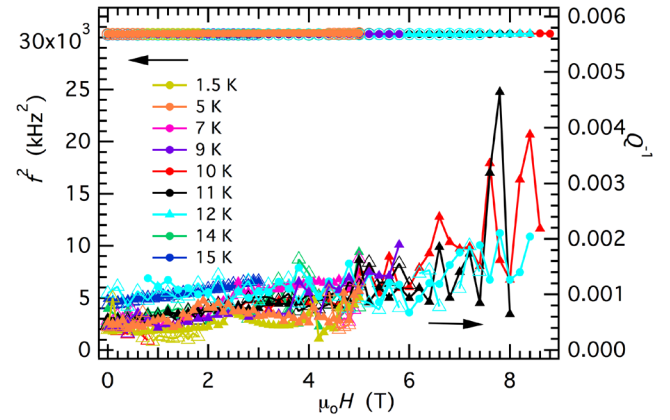 30x10³
25
20
15
10
5
0
f² (kHz²)
0.006
0.005
0.004
0.003
0.002
0.001
0.000
Q⁻¹
1.5 K
5 K
7 K
9 K
10 K
11 K
12 K
14 K
15 K
0 2 4 6 8
μₒH (T)